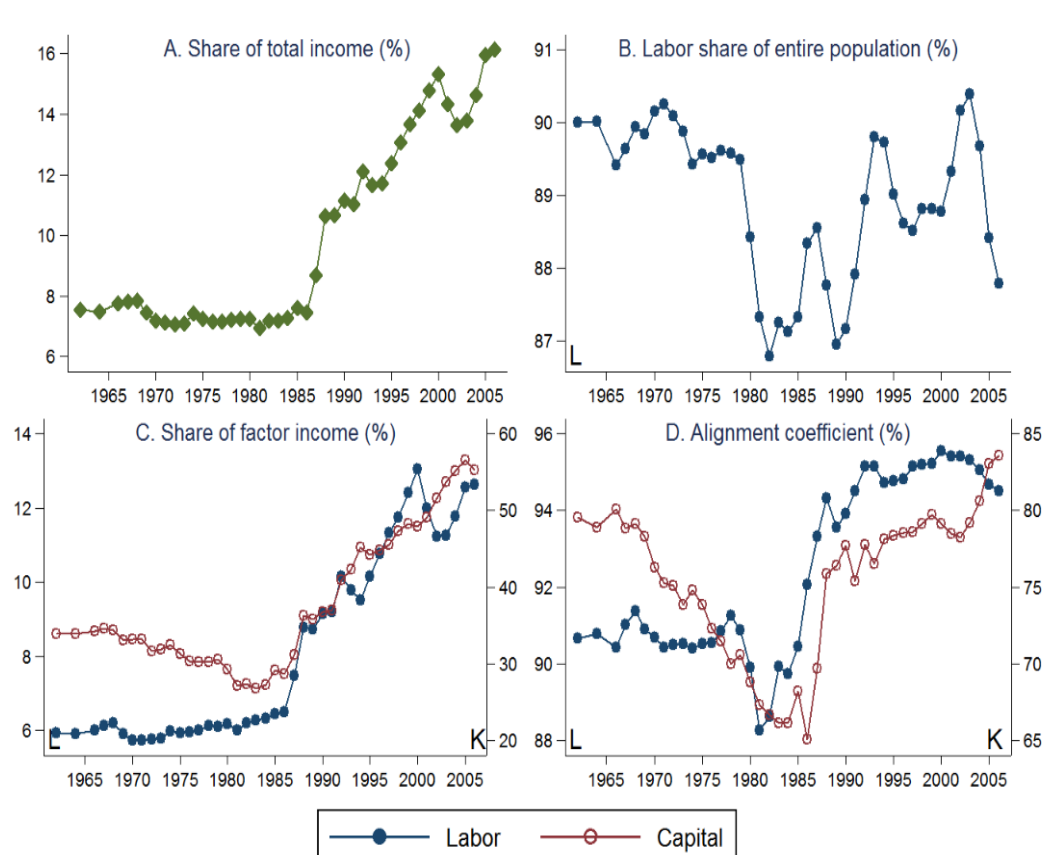 A. Share of total income (%)
16
14
12
10
8
6
1965 1970 1975 1980 1985 1990 1995 2000 2005
B. Labor share of entire population (%)
91
90
89
88
87
L
1965 1970 1975 1980 1985 1990 1995 2000 2005
C. Share of factor income (%)
14
12
10
8
6
60
50
40
30
20
L K
1965 1970 1975 1980 1985 1990 1995 2000 2005
D. Alignment coefficient (%)
96
94
92
90
88
85
80
75
70
65
L K
1965 1970 1975 1980 1985 1990 1995 2000 2005
Labor Capital